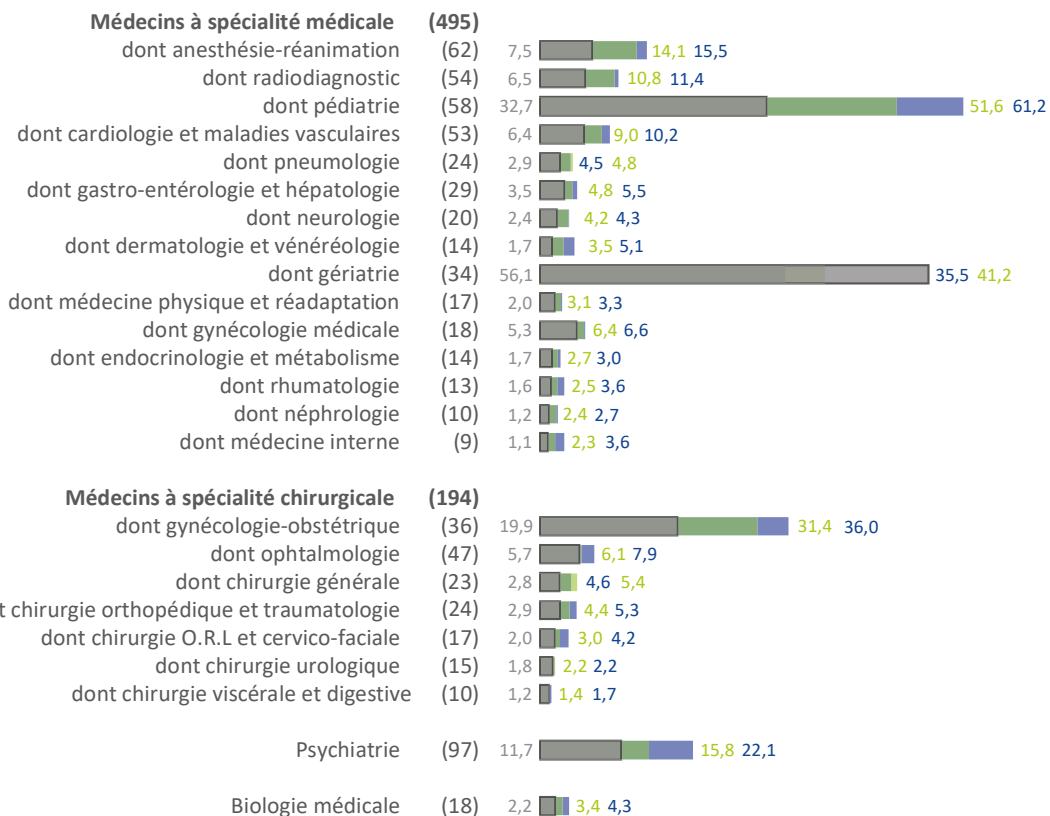 Médecins à spécialité médicale (495)
dont anesthésie-réanimation (62) 7,5 14,1 15,5
dont radiodiagnostic (54) 6,5 10,8 11,4
dont pédiatrie (58) 32,7 51,6 61,2
dont cardiologie et maladies vasculaires (53) 6,4 9,0 10,2
dont pneumologie (24) 2,9 4,5 4,8
dont gastro-entérologie et hépatologie (29) 3,5 4,8 5,5
dont neurologie (20) 2,4 4,2 4,3
dont dermatologie et vénéréologie (14) 1,7 3,5 5,1
dont gériatrie (34) 56,1 35,5 41,2
dont médecine physique et réadaptation (17) 2,0 3,1 3,3
dont gynécologie médicale (18) 5,3 6,4 6,6
dont endocrinologie et métabolisme (14) 1,7 2,7 3,0
dont rhumatologie (13) 1,6 2,5 3,6
dont néphrologie (10) 1,2 2,4 2,7
dont médecine interne (9) 1,1 2,3 3,6
Médecins à spécialité chirurgicale (194)
dont gynécologie-obstétrique (36) 19,9 31,4 36,0
dont ophtalmologie (47) 5,7 6,1 7,9
dont chirurgie générale (23) 2,8 4,6 5,4
t chirurgie orthopédique et traumatologie (24) 2,9 4,4 5,3
dont chirurgie O.R.L et cervico-faciale (17) 2,0 3,0 4,2
dont chirurgie urologique (15) 1,8 2,2 2,2
dont chirurgie viscérale et digestive (10) 1,2 1,4 1,7
Psychiatrie (97) 11,7 15,8 22,1
Biologie médicale (18) 2,2 3,4 4,3